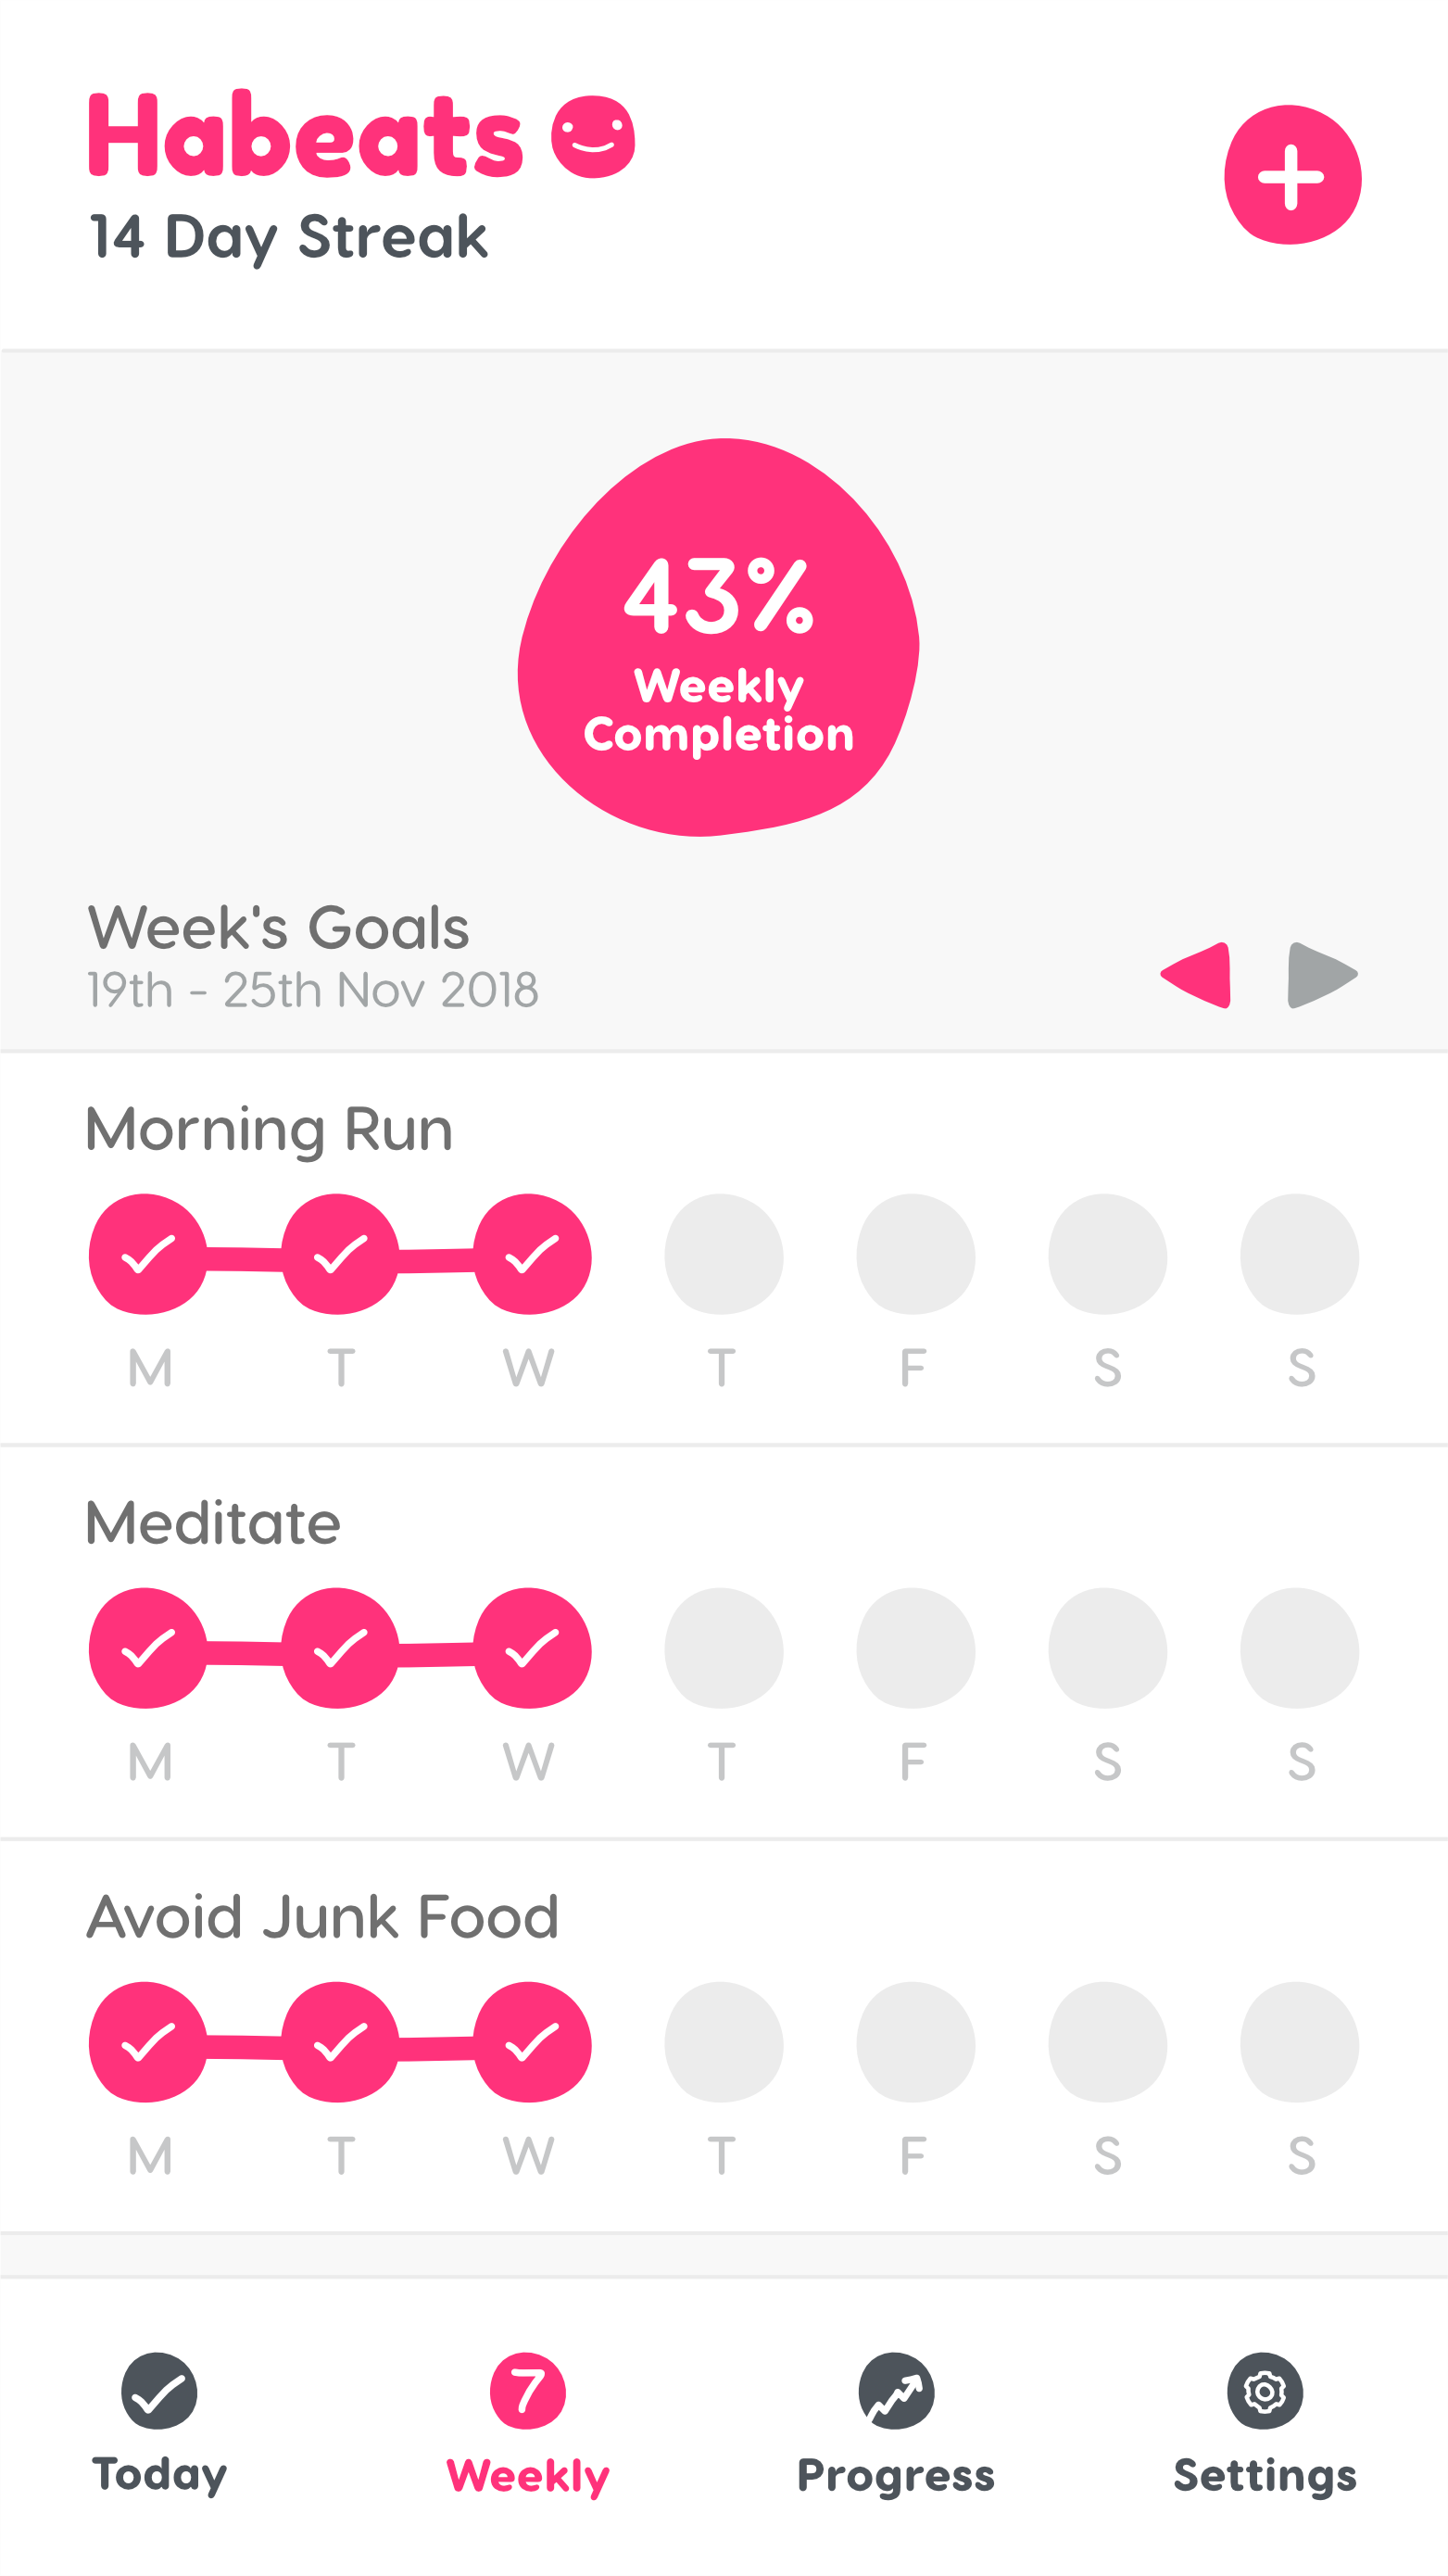 Habeats
14 Day Streak
43%
Weekly
Completion
Week's Goals
19th - 25th Nov 2018
Morning Run
M T W T F S S
Meditate
M T W T F S S
Avoid Junk Food
M T W T F S S
7
Today Weekly Progress Settings